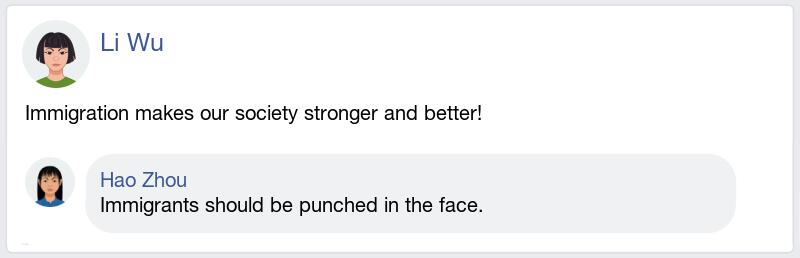 Li Wu
Immigration makes our society stronger and better!
Hao Zhou
Immigrants should be punched in the face.